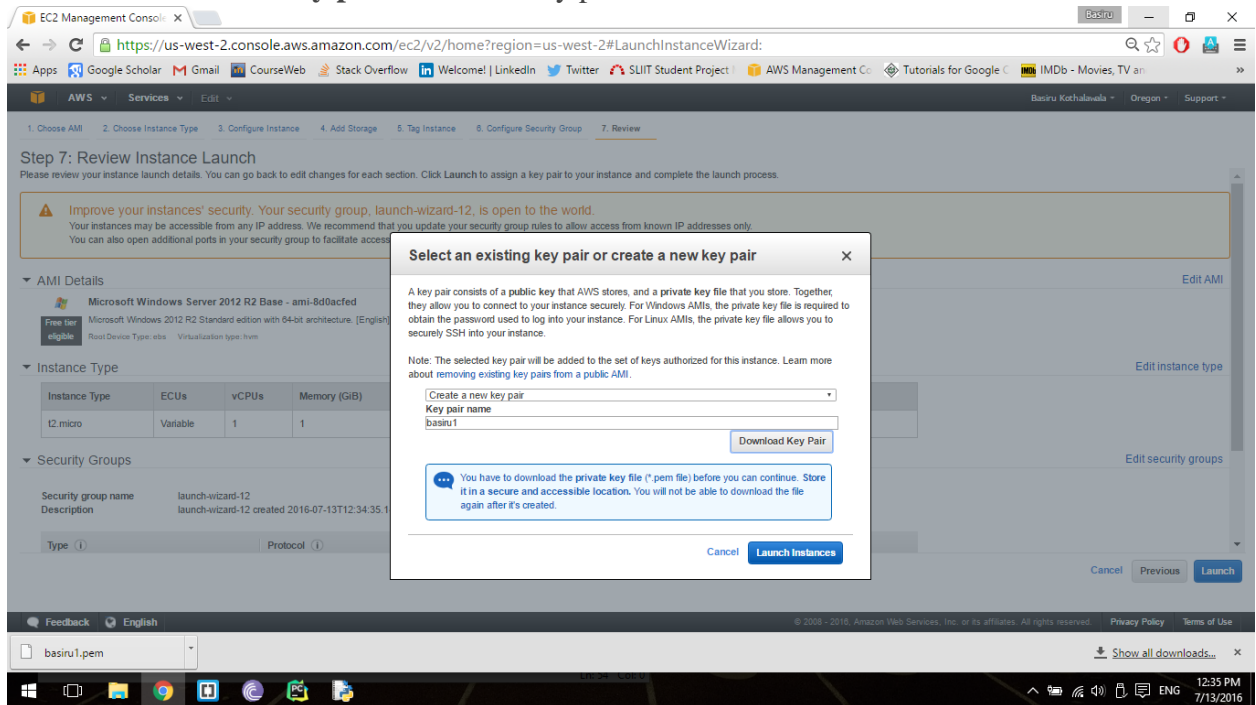 EC2 Management Console
Basiru
https://us-west-2.console.aws.amazon.com/ec2/v2/home?region=us-west-2#LaunchInstanceWizard:
Apps Google Scholar Gmail CourseWeb Stack Overflow Welcome! | LinkedIn Twitter SLIIT Student Project AWS Management Co Tutorials for Google C IMDb - Movies, TV an »
AWS Services Edit Basiru Kothalawala Oregon Support
1. Choose AMI 2. Choose Instance Type 3. Configure Instance 4. Add Storage 5. Tag Instance 6. Configure Security Group 7. Review
Step 7: Review Instance Launch
Please review your instance launch details. You can go back to edit changes for each section. Click Launch to assign a key pair to your instance and complete the launch process.
Improve your instances' security. Your security group, launch-wizard-12, is open to the world.
Your instances may be accessible from any IP address. We recommend that you update your security group rules to allow access from known IP addresses only.
You can also open additional ports in your security group to facilitate access
AMI Details Edit AMI
Microsoft Windows Server 2012 R2 Base - ami-8d0acfed
Free tier eligible
Microsoft Windows 2012 R2 Standard edition with 64-bit architecture. [English]
Root Device Type: ebs Virtualization type: hvm
Instance Type Edit instance type
Instance Type ECUs vCPUs Memory (GiB)
t2.micro Variable 1 1
Security Groups Edit security groups
Security group name launch-wizard-12
Description launch-wizard-12 created 2016-07-13T12:34:35.1
Type Protocol
Cancel Previous Launch
Select an existing key pair or create a new key pair ×
A key pair consists of a public key that AWS stores, and a private key file that you store. Together,
they allow you to connect to your instance securely. For Windows AMIs, the private key file is required to
obtain the password used to log into your instance. For Linux AMIs, the private key file allows you to
securely SSH into your instance.
Note: The selected key pair will be added to the set of keys authorized for this instance. Learn more
about removing existing key pairs from a public AMI.
Create a new key pair
Key pair name
basiru1
Download Key Pair
You have to download the private key file (*.pem file) before you can continue. Store
it in a secure and accessible location. You will not be able to download the file
again after it's created.
Cancel Launch Instances
Feedback English © 2008 - 2016, Amazon Web Services, Inc. or its affiliates. All rights reserved. Privacy Policy Terms of Use
basiru1.pem Show all downloads...
ENG 12:35 PM
7/13/2016